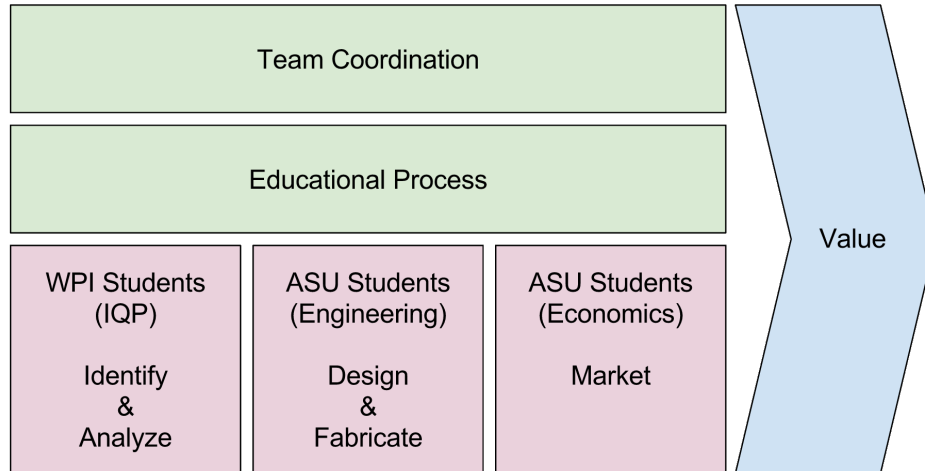 Team Coordination
Educational Process
WPI Students
(IQP)
Identify
&
Analyze
ASU Students
(Engineering)
Design
&
Fabricate
ASU Students
(Economics)
Market
Value